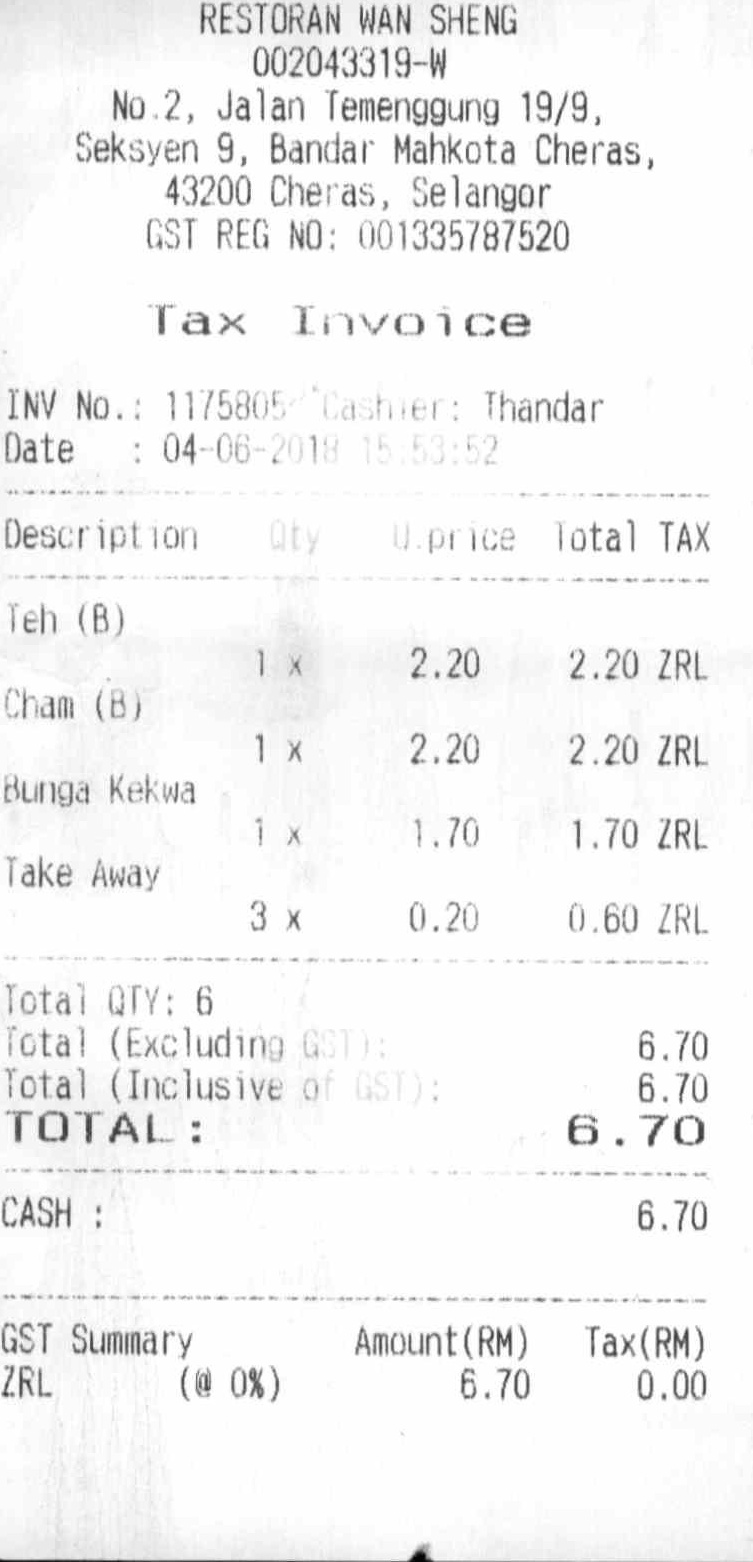 RESTORAN WAN SHENG
002043319-W
No.2, Jalan Temenggung 19/9,
Seksyen 9, Bandar Mahkota Cheras,
43200 Cheras, Selangor
GST REG NO: 001335787520
Tax Invoice
INV No.: 1175805 Cashier: Thandar
Date : 04-06-2018 15:53:52
Description Qty U.price Total TAX
Teh (B)
1 x 2.20 2.20 ZRL
Cham (B)
1 x 2.20 2.20 ZRL
Bunga Kekwa
1 x 1.70 1.70 ZRL
Take Away
3 x 0.20 0.60 ZRL
Total QTY: 6
Total (Excluding GST): 6.70
Total (Inclusive of GST): 6.70
TOTAL: 6.70
CASH : 6.70
GST Summary Amount(RM) Tax(RM)
ZRL (@ 0%) 6.70 0.00